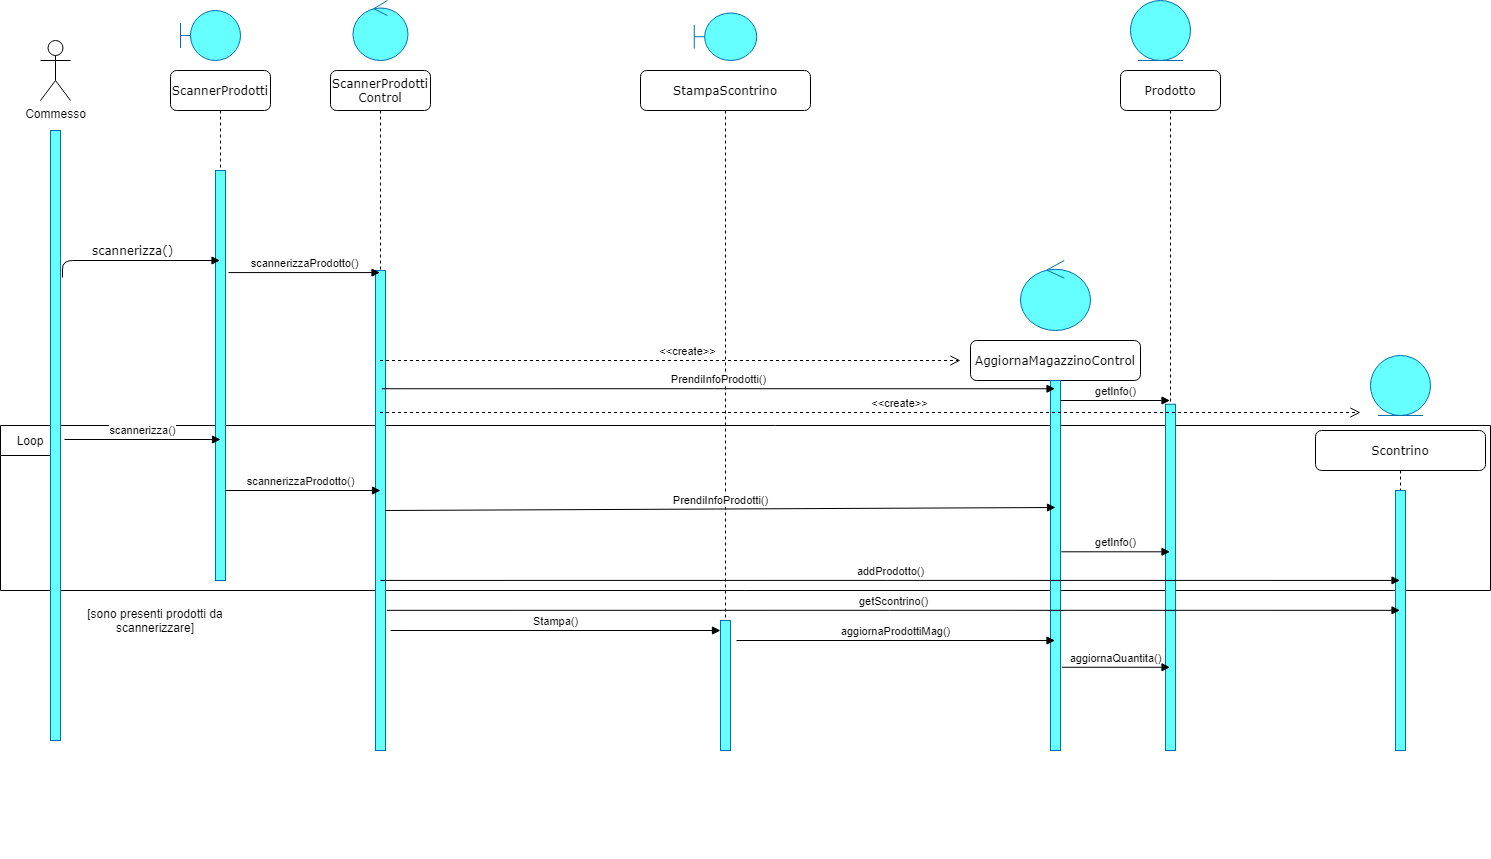 Commesso
ScannerProdotti
ScannerProdotti
Control
StampaScontrino
Prodotto
scannerizza()
scannerizzaProdotto()
<<create>>
AggiornaMagazzinoControl
PrendiInfoProdotti()
getInfo()
<<create>>
Loop
scannerizza()
Scontrino
scannerizzaProdotto()
PrendiInfoProdotti()
getInfo()
addProdotto()
getScontrino()
[sono presenti prodotti da
scannerizzare]
Stampa()
aggiornaProdottiMag()
aggiornaQuantita()